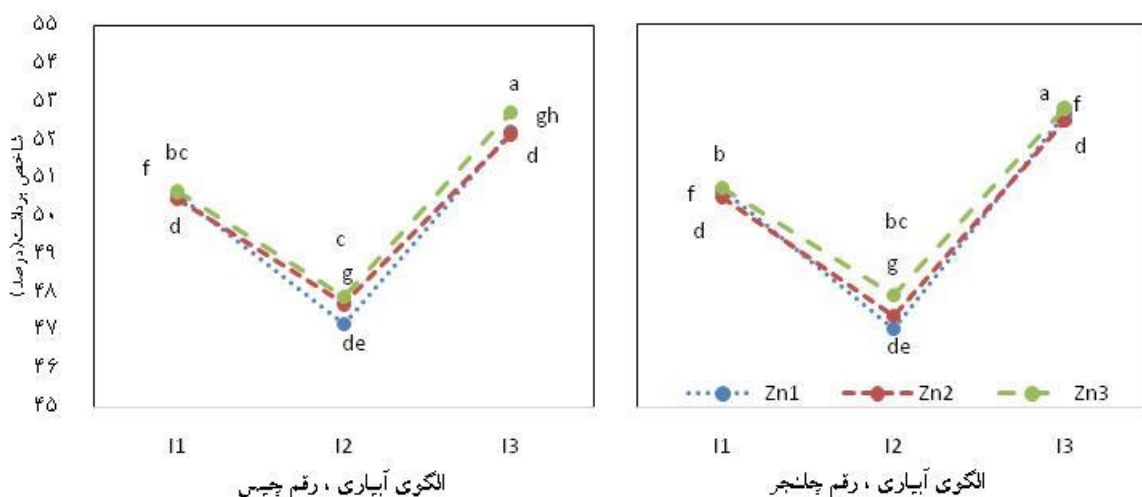 شاخص برداشت(درصد)
۵۵
۵۴
۵۳
۵۲
۵۱
۵۰
۴۹
۴۸
۴۷
۴۶
۴۵
f
bc
d
c
g
de
a
gh
d
I1
I2
I3
الگوی آبیاری ، رقم چیس
b
f
d
bc
g
de
a
f
d
Zn1
Zn2
Zn3
I1
I2
I3
الگوی آبیاری ، رقم چلنجر